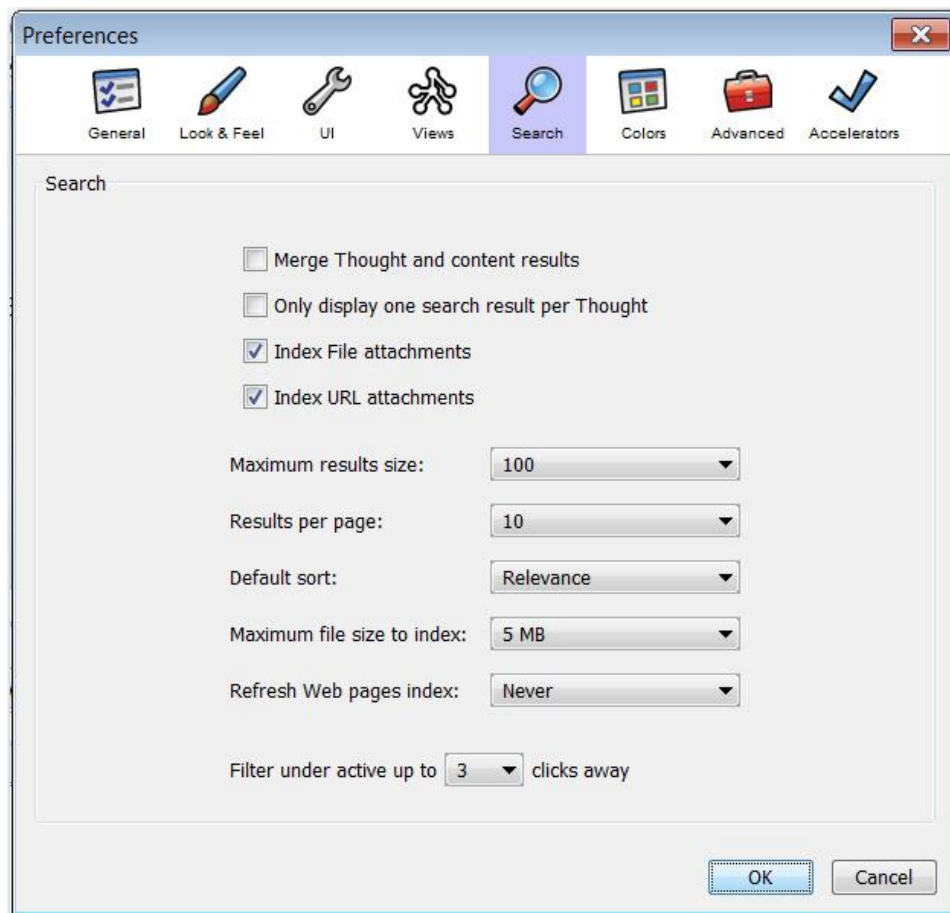 Preferences
General Look & Feel UI Views Search Colors Advanced Accelerators
Search
Merge Thought and content results
Only display one search result per Thought
Index File attachments
Index URL attachments
Maximum results size: 100
Results per page: 10
Default sort: Relevance
Maximum file size to index: 5 MB
Refresh Web pages index: Never
Filter under active up to 3 clicks away
OK Cancel